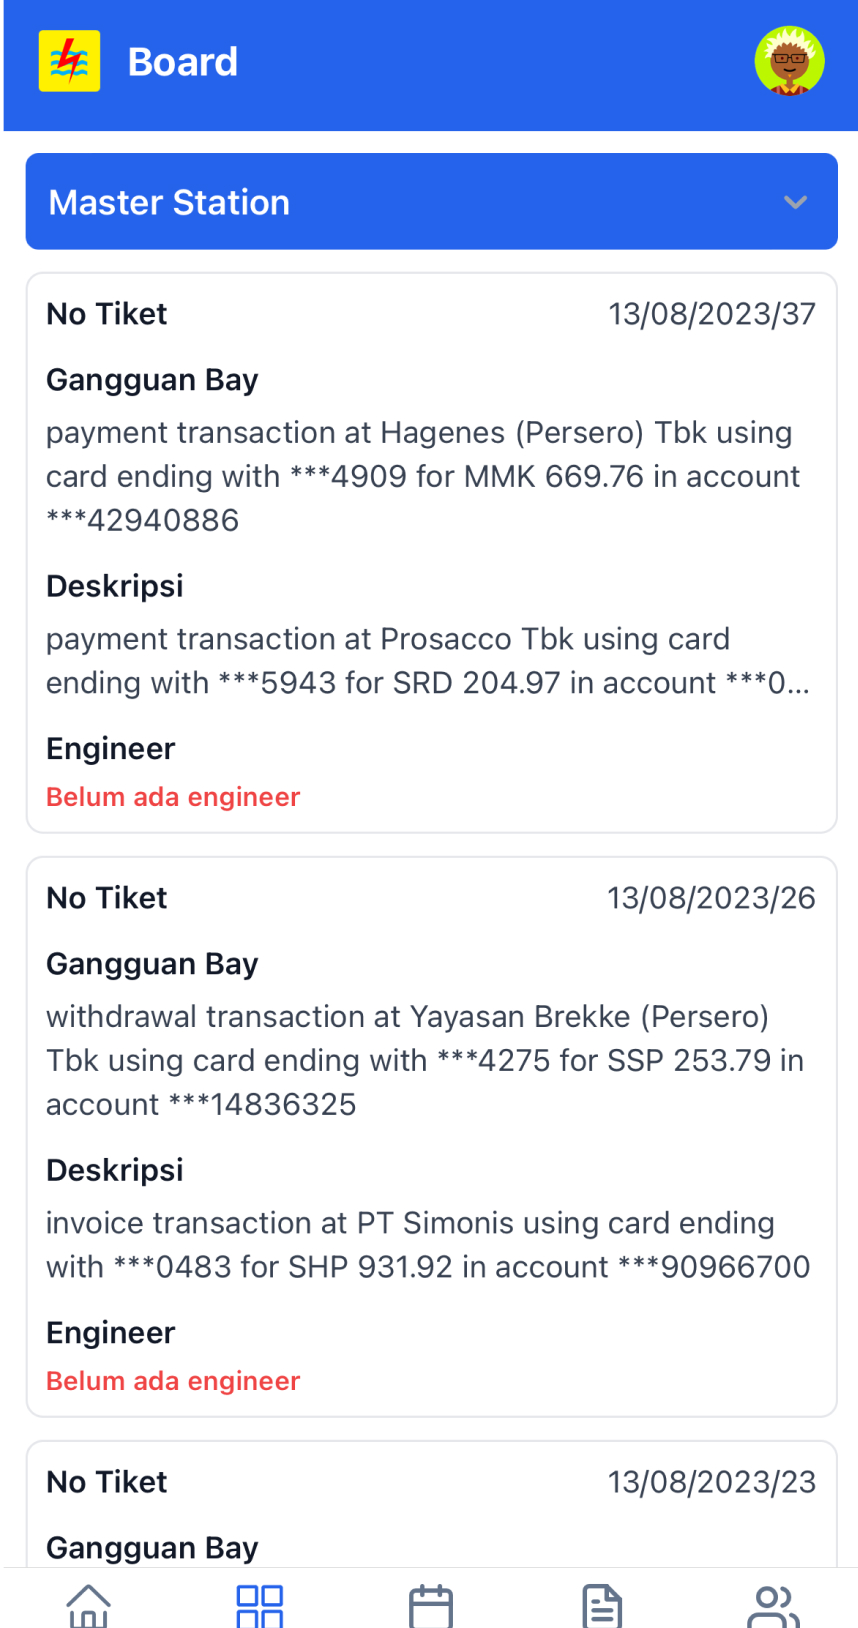 Board
Master Station
No Tiket 13/08/2023/37
Gangguan Bay
payment transaction at Hagenes (Persero) Tbk using
card ending with ***4909 for MMK 669.76 in account
***42940886
Deskripsi
payment transaction at Prosacco Tbk using card
ending with ***5943 for SRD 204.97 in account ***0...
Engineer
Belum ada engineer
No Tiket 13/08/2023/26
Gangguan Bay
withdrawal transaction at Yayasan Brekke (Persero)
Tbk using card ending with ***4275 for SSP 253.79 in
account ***14836325
Deskripsi
invoice transaction at PT Simonis using card ending
with ***0483 for SHP 931.92 in account ***90966700
Engineer
Belum ada engineer
No Tiket 13/08/2023/23
Gangguan Bay